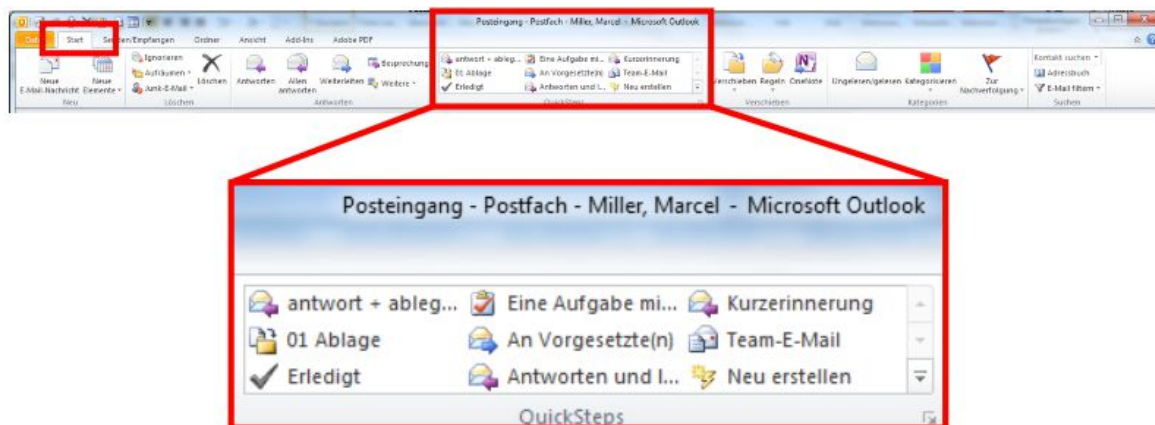 Posteingang - Postfach - Miller, Marcel - Microsoft Outlook
Datei Start Senden/Empfangen Ordner Ansicht Add-Ins Adobe PDF
Neue E-Mail-Nachricht
Neue Elemente
Neu
Ignorieren
Aufräumen
Junk-E-Mail
Löschen
Löschen
Antworten
Allen antworten
Weiterleiten
Besprechung
Weitere
Antworten
antwort + ableg... Eine Aufgabe mi... Kurzerinnerung
01 Ablage An Vorgesetzte(n) Team-E-Mail
Erledigt Antworten und l... Neu erstellen
QuickSteps
Verschieben Regeln OneNote
Verschieben
Ungelesen/gelesen Kategorisieren Zur Nachverfolgung
Kategorien
Kontakt suchen
Adressbuch
E-Mail filtern
Suchen
Posteingang - Postfach - Miller, Marcel - Microsoft Outlook
antwort + ableg... Eine Aufgabe mi... Kurzerinnerung
01 Ablage An Vorgesetzte(n) Team-E-Mail
Erledigt Antworten und l... Neu erstellen
QuickSteps